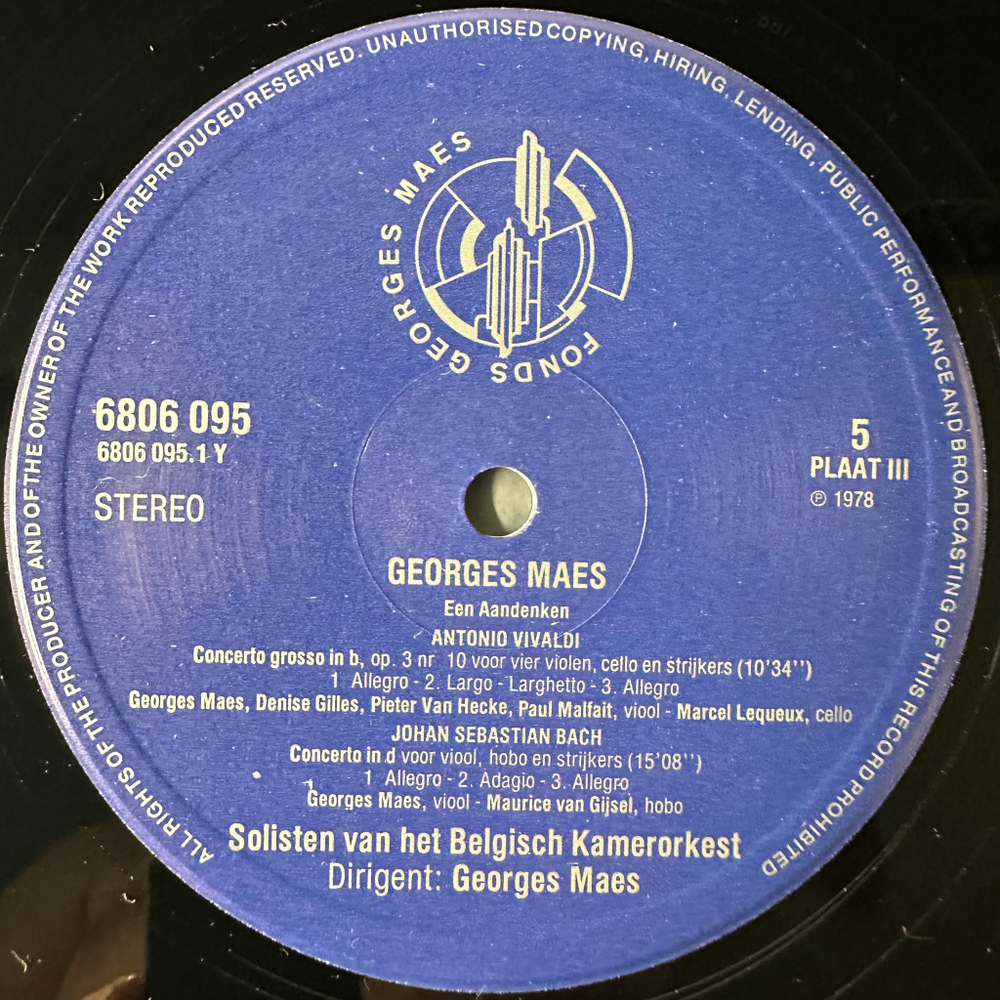 ALL RIGHTS OF THE PRODUCER AND OF THE OWNER OF THE WORK REPRODUCED RESERVED. UNAUTHORISED COPYING, HIRING, LENDING, PUBLIC PERFORMANCE AND BROADCASTING OF THIS RECORD PROHIBITED
FONDS GEORGES MAES
6806 095
6806 095.1 Y
STEREO
5
PLAAT III
℗ 1978
GEORGES MAES
Een Aandenken
ANTONIO VIVALDI
Concerto grosso in b, op. 3 nr 10 voor vier violen, cello en strijkers (10'34'')
1 Allegro - 2. Largo - Larghetto - 3. Allegro
Georges Maes, Denise Gilles, Pieter Van Hecke, Paul Malfait, viool - Marcel Lequeux, cello
JOHAN SEBASTIAN BACH
Concerto in d voor viool, hobo en strijkers (15'08'')
1 Allegro - 2. Adagio - 3. Allegro
Georges Maes, viool - Maurice van Gijsel, hobo
Solisten van het Belgisch Kamerorkest
Dirigent: Georges Maes